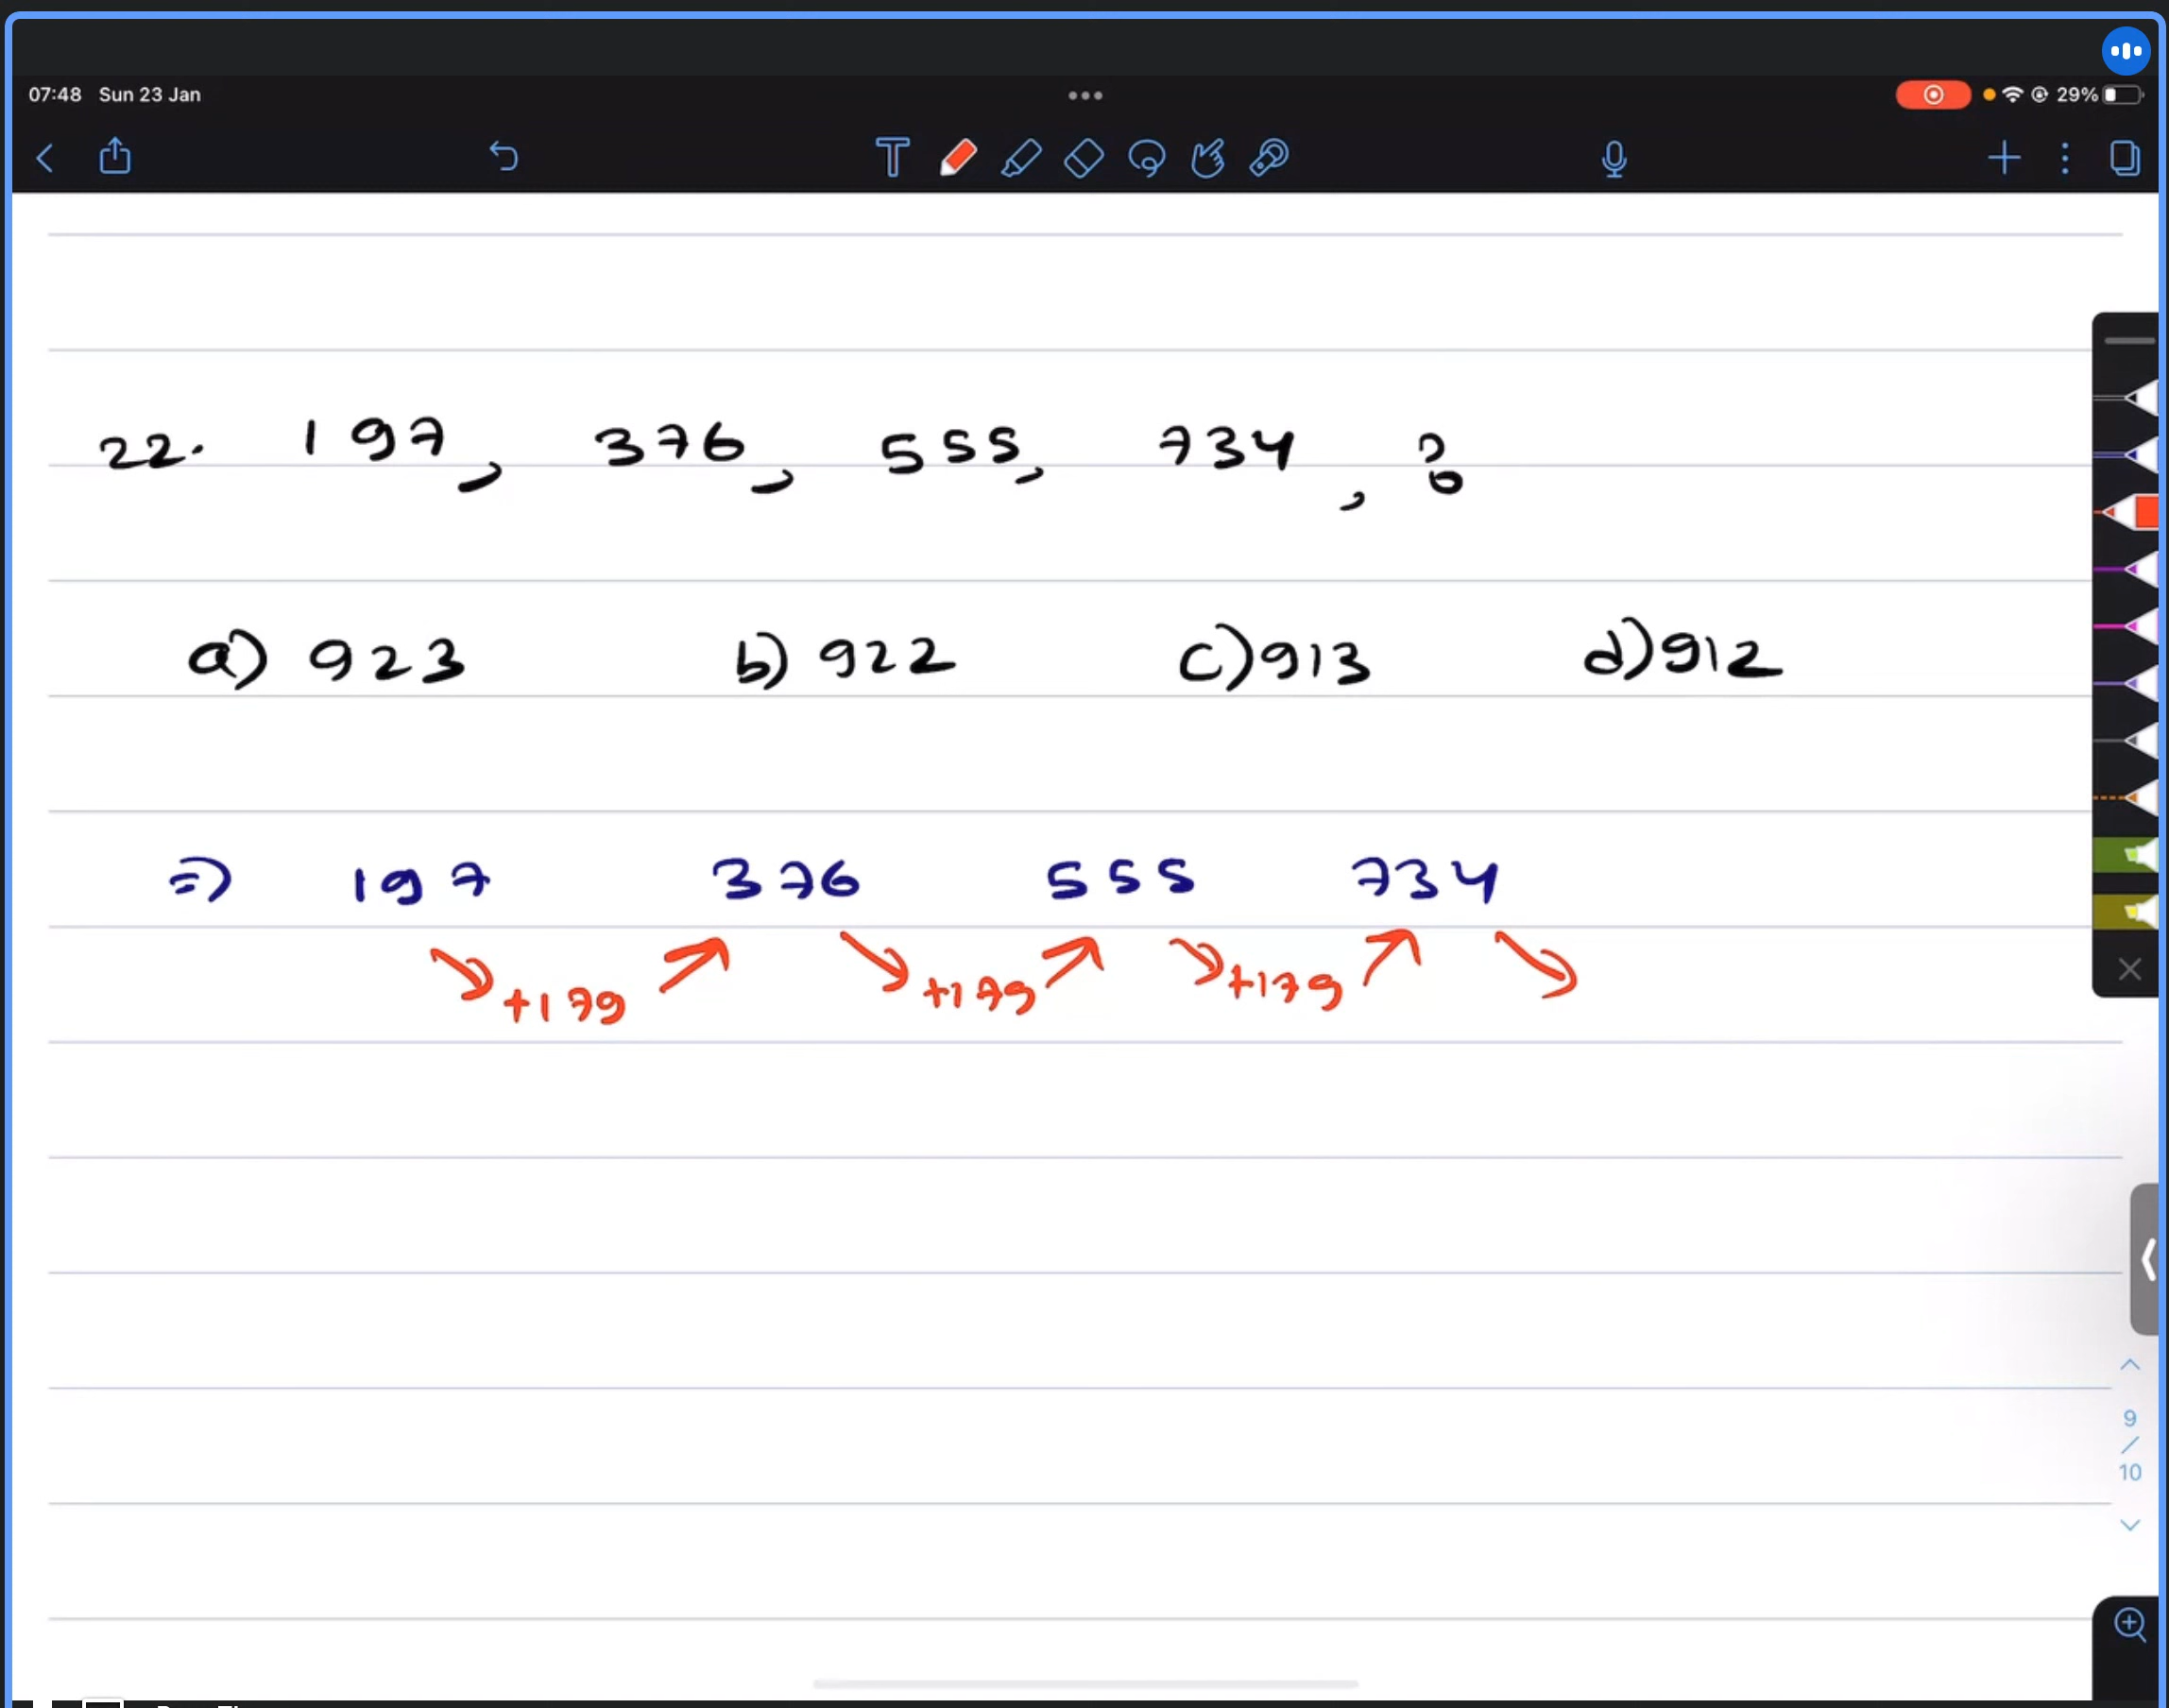 07:48 Sun 23 Jan
29%
22. 197, 376, 555, 734, ?
a) 923 b) 922 c) 913 d) 912
⇒ 197 376 555 734
+179 +179 +179
9
/
10